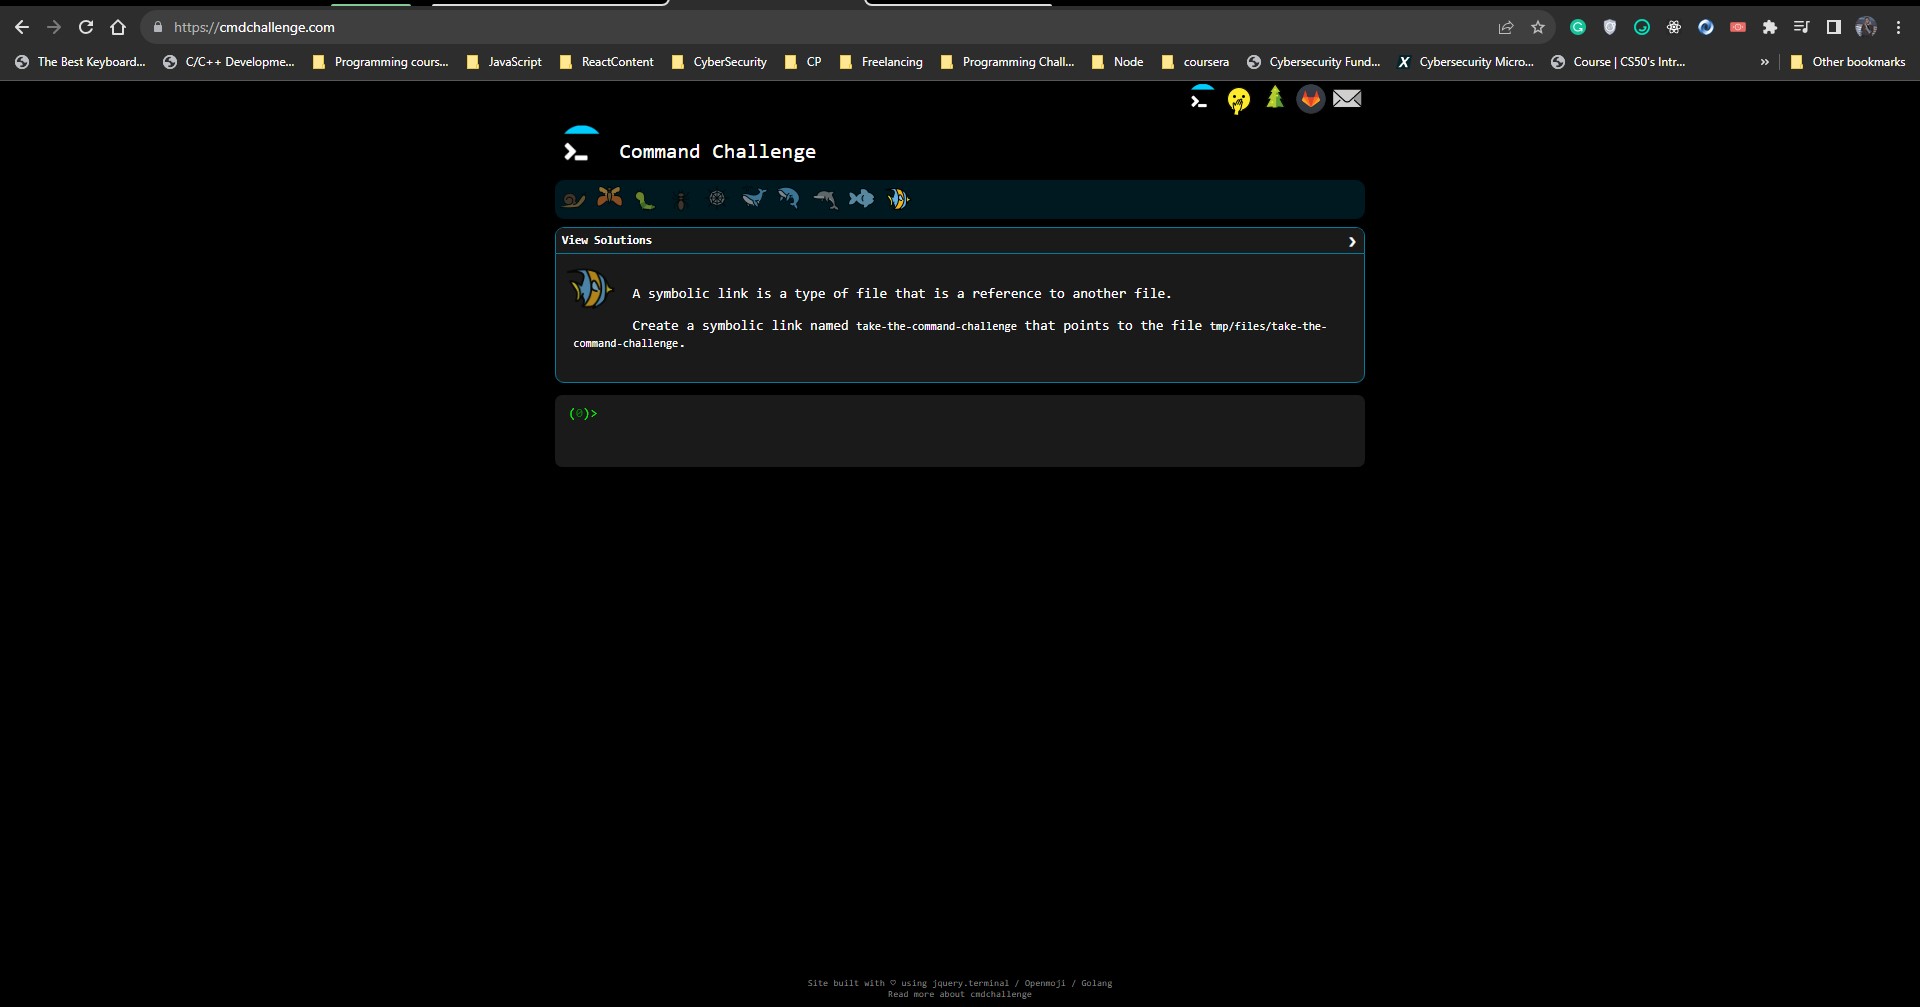 https://cmdchallenge.com
The Best Keyboard... C/C++ Developme... Programming cours... JavaScript ReactContent CyberSecurity CP Freelancing Programming Chall... Node coursera Cybersecurity Fund... Cybersecurity Micro... Course | CS50's Intr... » Other bookmarks
Command Challenge
View Solutions
A symbolic link is a type of file that is a reference to another file.
Create a symbolic link named take-the-command-challenge that points to the file tmp/files/take-the-
command-challenge.
(0)>
Site built with ♡ using jquery.terminal / Openmoji / Golang
Read more about cmdchallenge